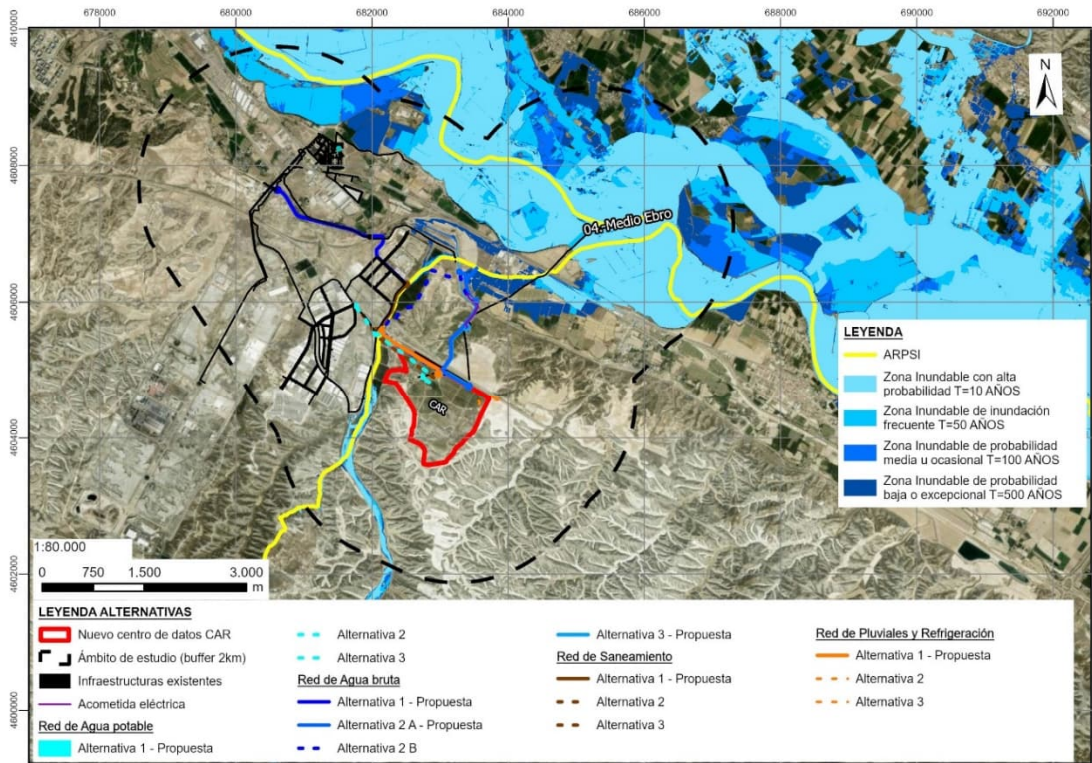 678000
680000
682000
684000
686000
688000
690000
692000
4610000
4608000
4606000
4604000
4602000
4600000
N
04.-Medio Ebro
CAR
LEYENDA
ARPSI
Zona Inundable con alta
probabilidad T=10 AÑOS
Zona Inundable de inundación
frecuente T=50 AÑOS
Zona Inundable de probabilidad
media u ocasional T=100 AÑOS
Zona Inundable de probabilidad
baja o excepcional T=500 AÑOS
1:80.000
0 750 1.500 3.000
m
LEYENDA ALTERNATIVAS
Nuevo centro de datos CAR
Ámbito de estudio (buffer 2km)
Infraestructuras existentes
Acometida eléctrica
Red de Agua potable
Alternativa 1 - Propuesta
Alternativa 2
Alternativa 3
Red de Agua bruta
Alternativa 1 - Propuesta
Alternativa 2 A - Propuesta
Alternativa 2 B
Alternativa 3 - Propuesta
Red de Saneamiento
Alternativa 1 - Propuesta
Alternativa 2
Alternativa 3
Red de Pluviales y Refrigeración
Alternativa 1 - Propuesta
Alternativa 2
Alternativa 3